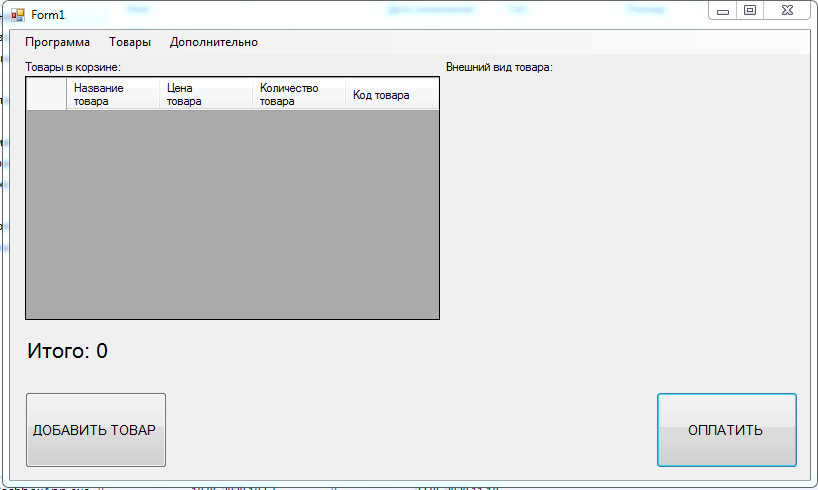 Form1
Программа Товары Дополнительно
Товары в корзине:
Внешний вид товара:
Название товара
Цена товара
Количество товара
Код товара
Итого: 0
ДОБАВИТЬ ТОВАР
ОПЛАТИТЬ